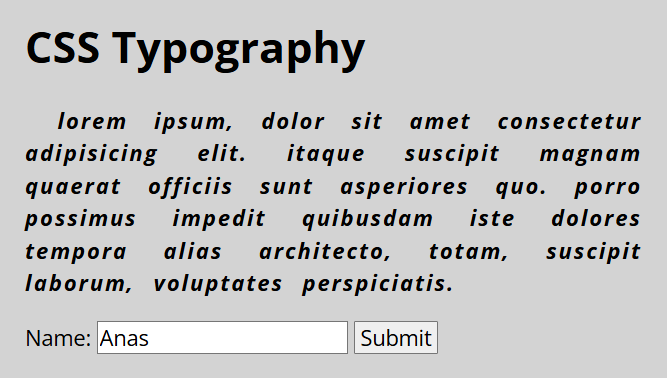 CSS Typography
lorem ipsum, dolor sit amet consectetur
adipisicing elit. itaque suscipit magnam
quaerat officiis sunt asperiores quo. porro
possimus impedit quibusdam iste dolores
tempora alias architecto, totam, suscipit
laborum, voluptates perspiciatis.
Name: Anas Submit